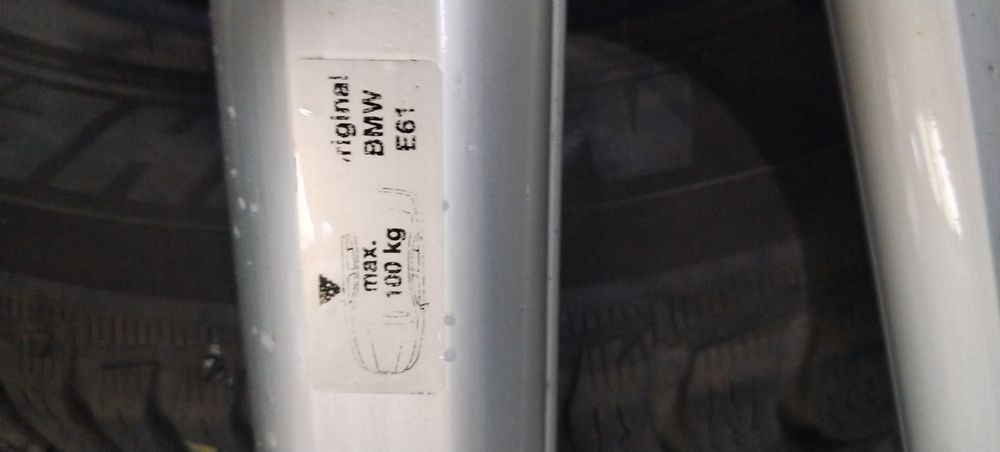 riginal
BMW
E61
max.
100 kg